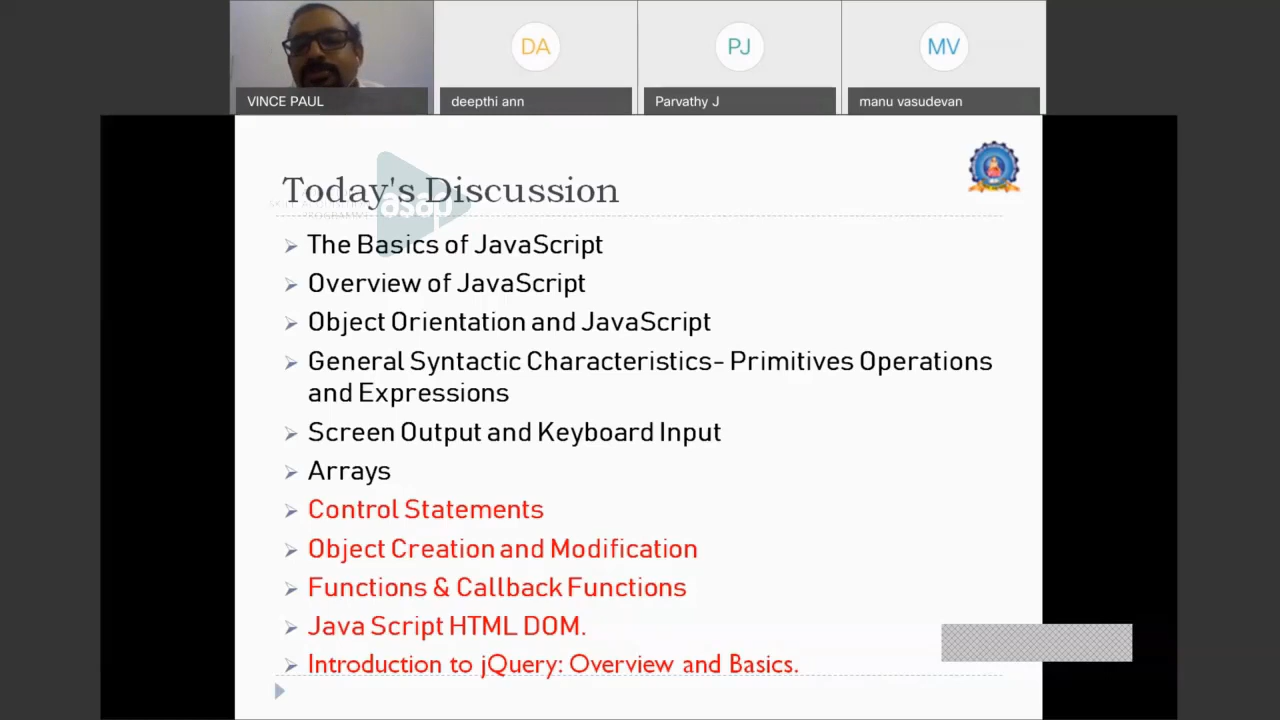 DA
PJ
MV
VINCE PAUL
deepthi ann
Parvathy J
manu vasudevan
Today's Discussion
asap
The Basics of JavaScript
Overview of JavaScript
Object Orientation and JavaScript
General Syntactic Characteristics- Primitives Operations
and Expressions
Screen Output and Keyboard Input
Arrays
Control Statements
Object Creation and Modification
Functions & Callback Functions
Java Script HTML DOM.
Introduction to jQuery: Overview and Basics.